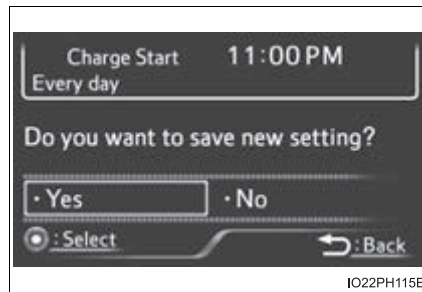 Charge Start 11:00 PM
Every day
Do you want to save new setting?
・Yes ・No
:Select :Back
IO22PH115E